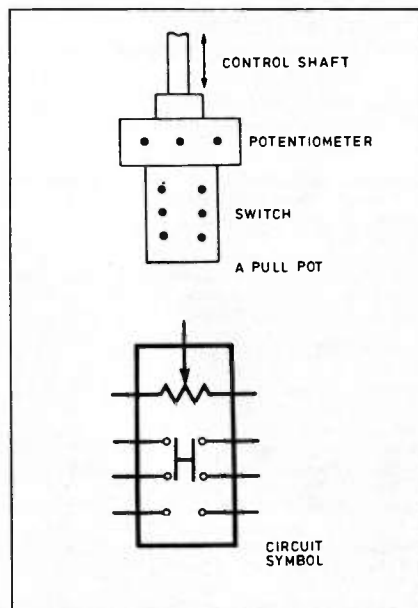 CONTROL SHAFT
POTENTIOMETER
SWITCH
A PULL POT
CIRCUIT
SYMBOL